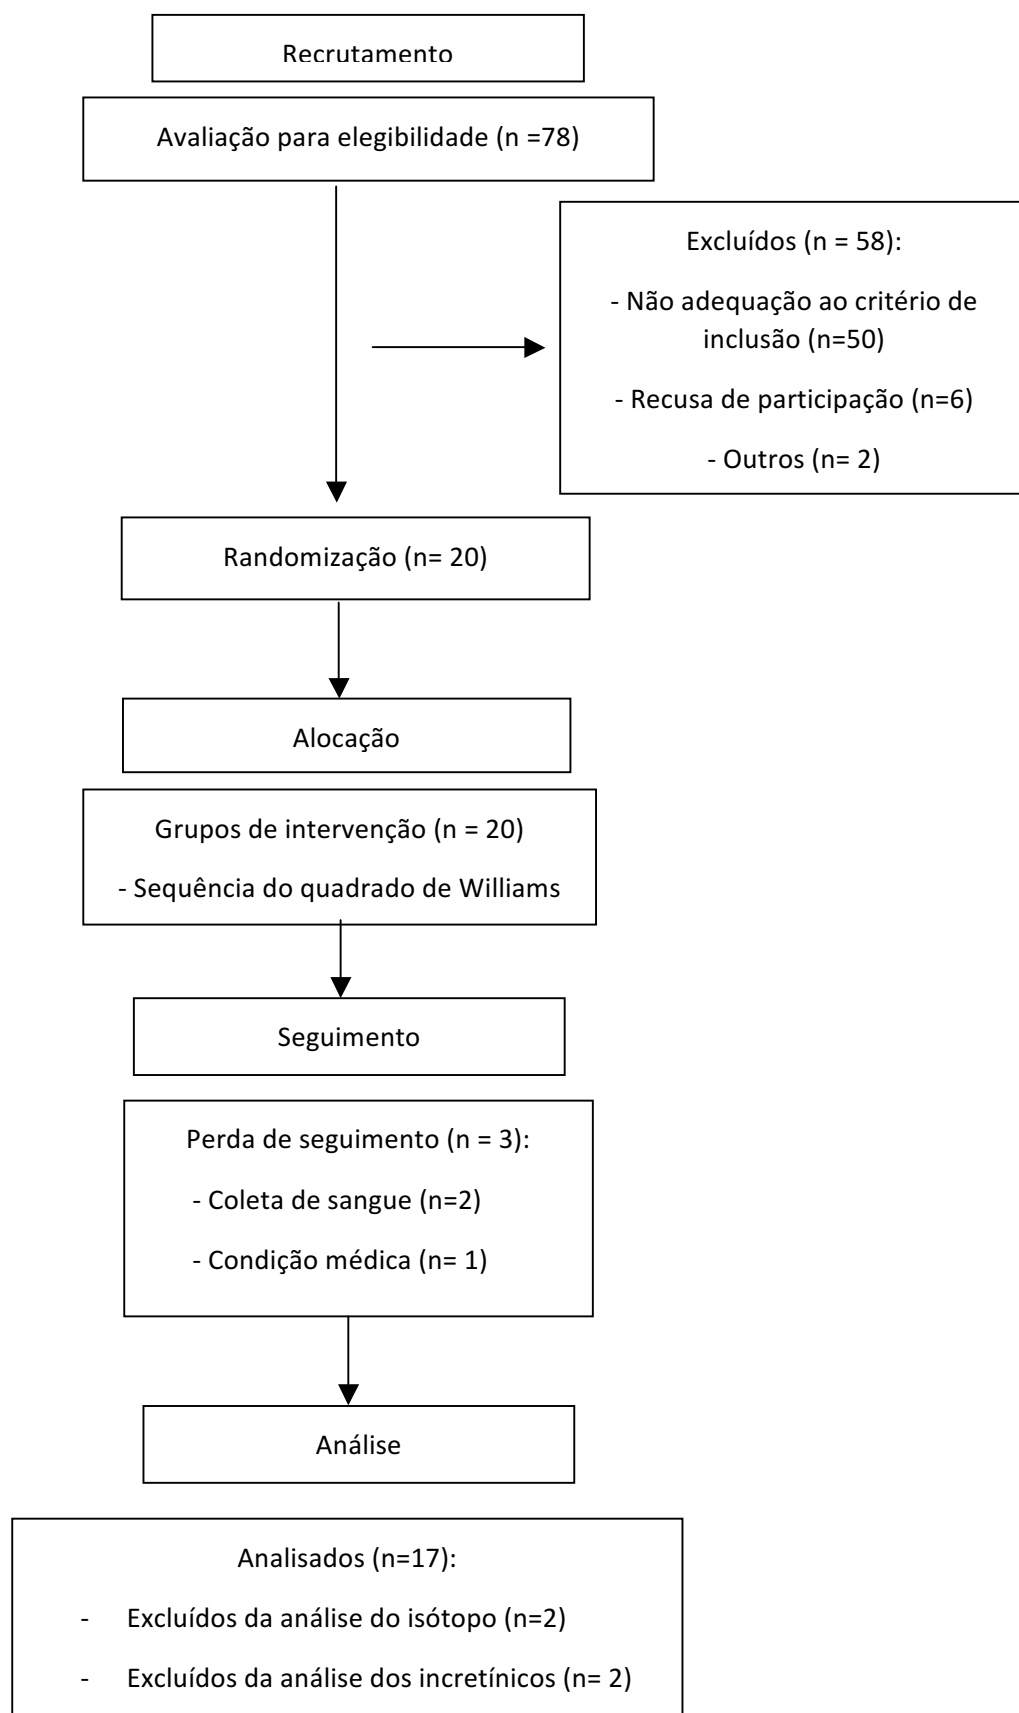 Recrutamento
Avaliação para elegibilidade (n =78)
Excluídos (n = 58):
- Não adequação ao critério de
inclusão (n=50)
- Recusa de participação (n=6)
- Outros (n= 2)
Randomização (n= 20)
Alocação
Grupos de intervenção (n = 20)
- Sequência do quadrado de Williams
Seguimento
Perda de seguimento (n = 3):
- Coleta de sangue (n=2)
- Condição médica (n= 1)
Análise
Analisados (n=17):
- Excluídos da análise do isótopo (n=2)
- Excluídos da análise dos incretínicos (n= 2)